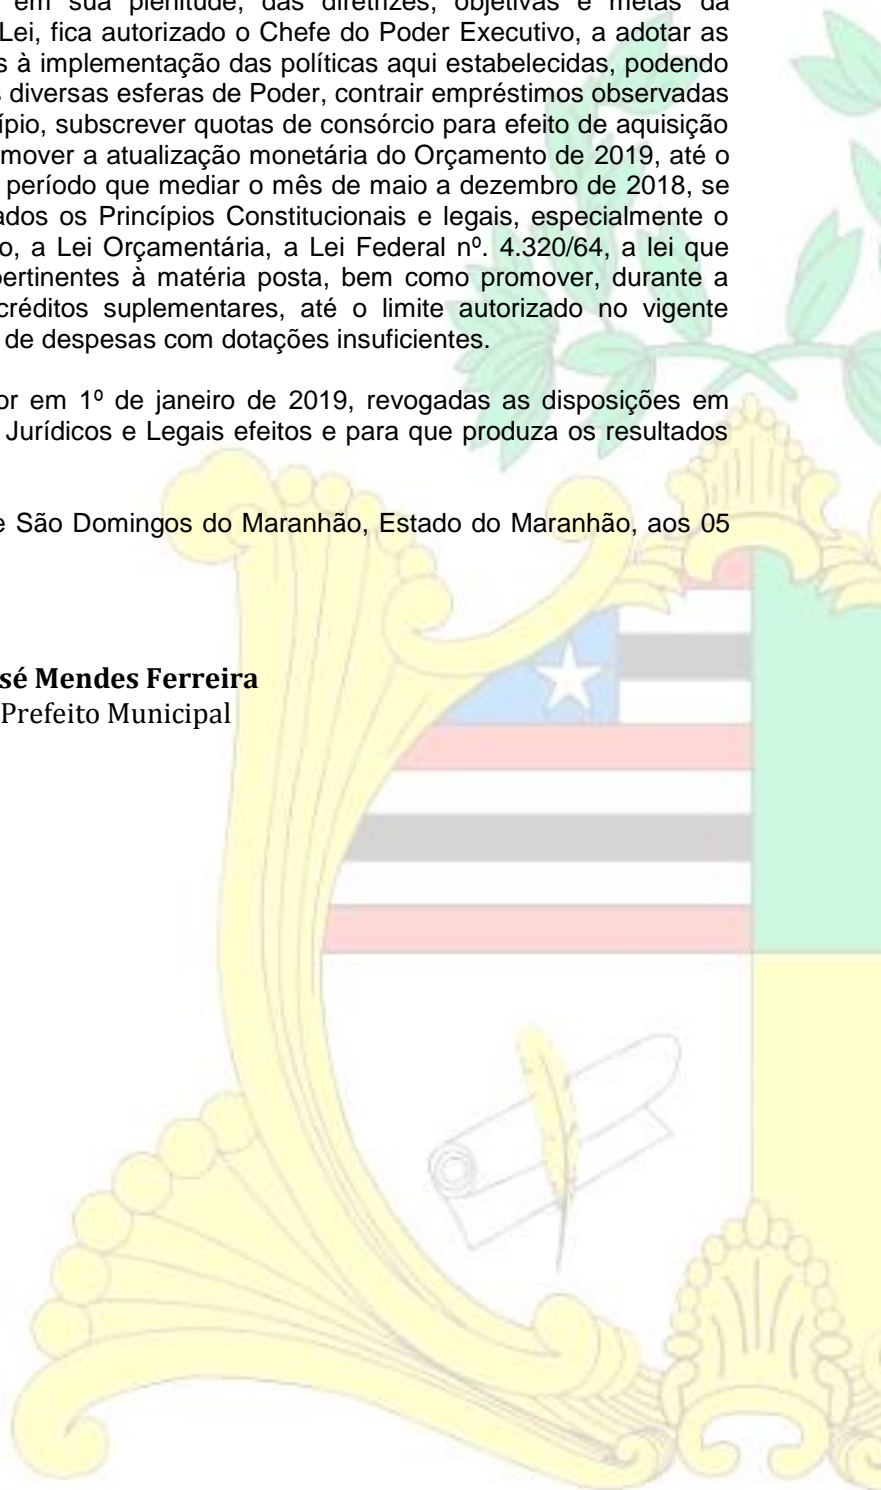 em sua plenitude, das diretrizes, objetivas e metas da
Lei, fica autorizado o Chefe do Poder Executivo, a adotar as
s à implementação das políticas aqui estabelecidas, podendo
s diversas esferas de Poder, contrair empréstimos observadas
ípio, subscrever quotas de consórcio para efeito de aquisição
mover a atualização monetária do Orçamento de 2019, até o
período que mediar o mês de maio a dezembro de 2018, se
ados os Princípios Constitucionais e legais, especialmente o
o, a Lei Orçamentária, a Lei Federal nº. 4.320/64, a lei que
pertinentes à matéria posta, bem como promover, durante a
créditos suplementares, até o limite autorizado no vigente
de despesas com dotações insuficientes.
or em 1º de janeiro de 2019, revogadas as disposições em
Jurídicos e Legais efeitos e para que produza os resultados
e São Domingos do Maranhão, Estado do Maranhão, aos 05
sé Mendes Ferreira
Prefeito Municipal